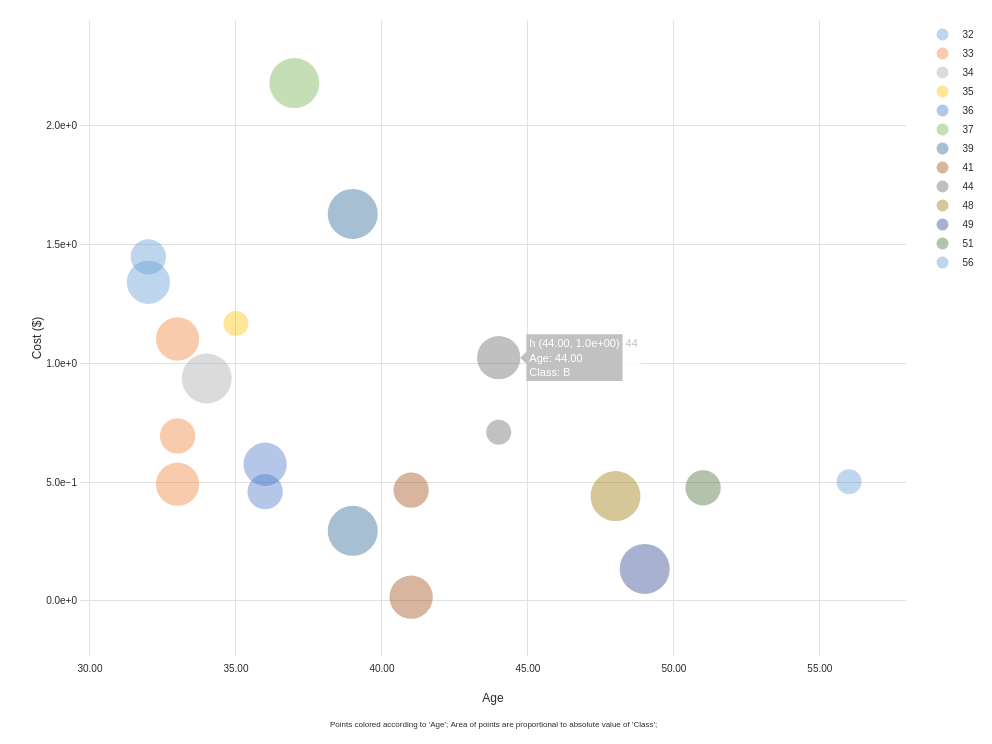 32
33
34
35
36
37
39
41
44
48
49
51
56
2.0e+0
1.5e+0
1.0e+0
5.0e−1
0.0e+0
Cost ($)
h (44.00, 1.0e+00) 44
Age: 44.00
Class: B
30.00 35.00 40.00 45.00 50.00 55.00
Age
Points colored according to 'Age'; Area of points are proportional to absolute value of 'Class';